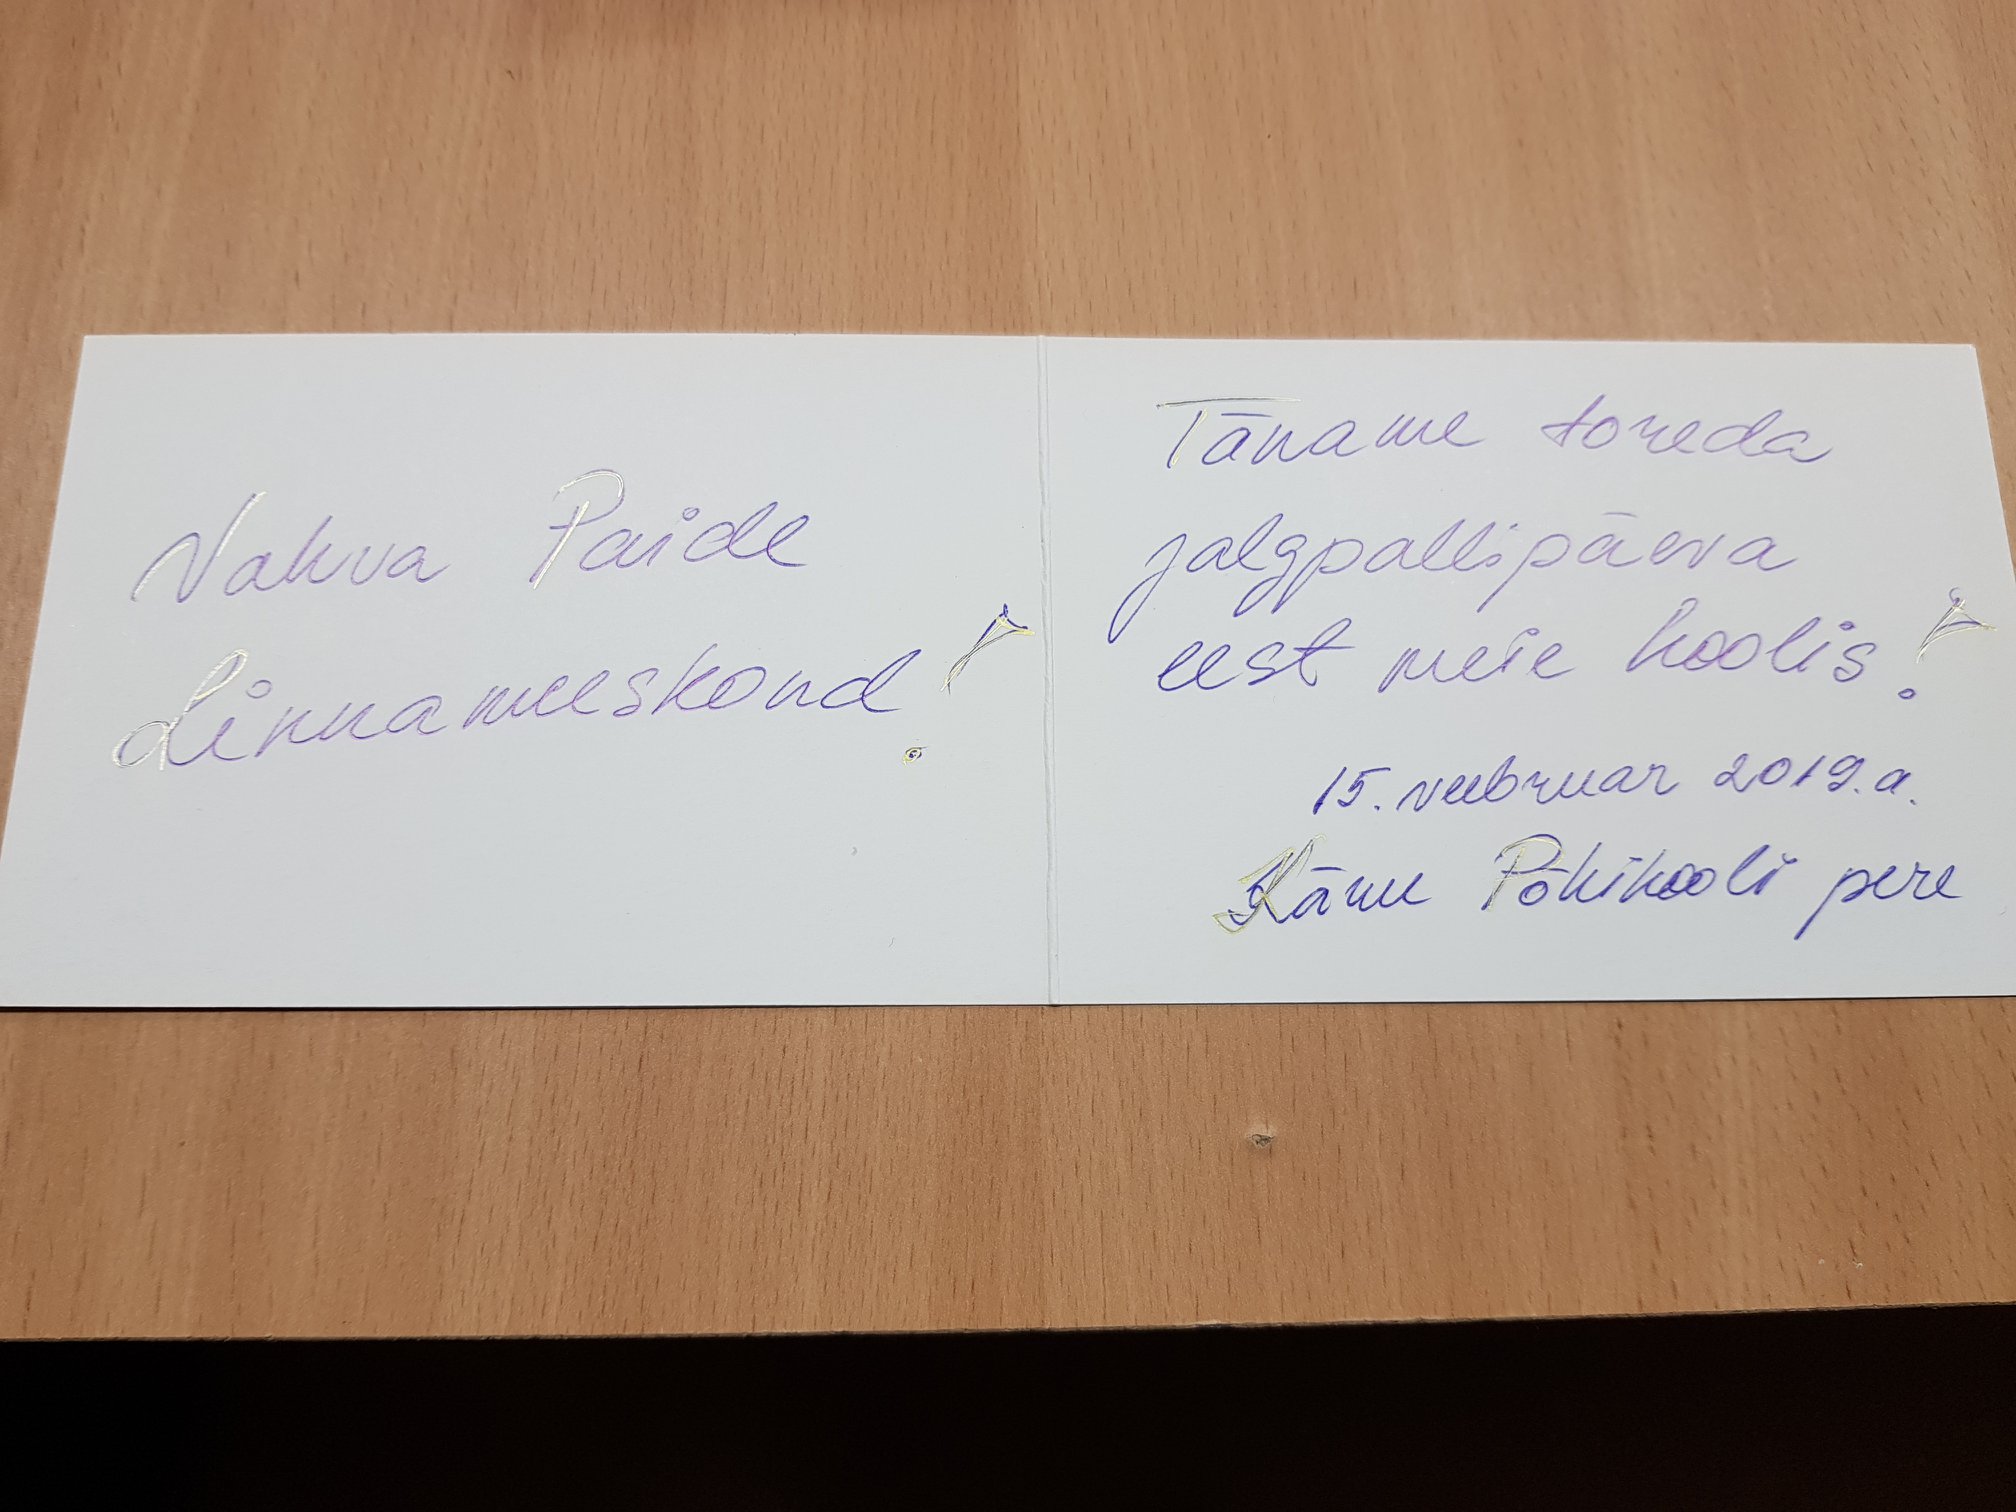 Vahva Paide
Linnameeskond!
Täname toreda
jalgpallipäeva
eest meie koolis!
15. veebruar 2019.a.
Käru Põhikooli pere